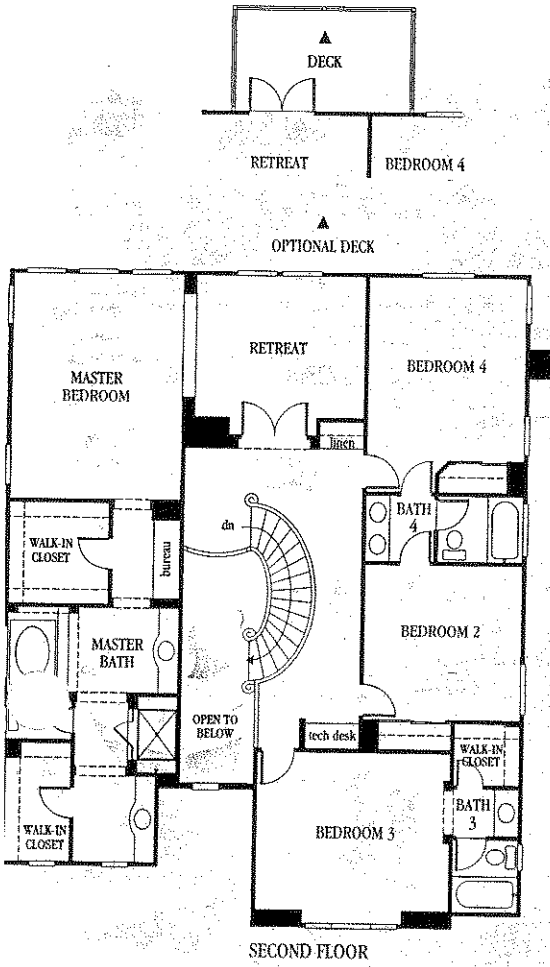 DECK
RETREAT
BEDROOM 4
OPTIONAL DECK
RETREAT
MASTER
BEDROOM
BEDROOM 4
linen
dn
BATH
4
WALK-IN
CLOSET
bureau
BEDROOM 2
MASTER
BATH
OPEN TO
BELOW
tech desk
WALK-IN
CLOSET
BATH
3
WALK-IN
CLOSET
BEDROOM 3
SECOND FLOOR